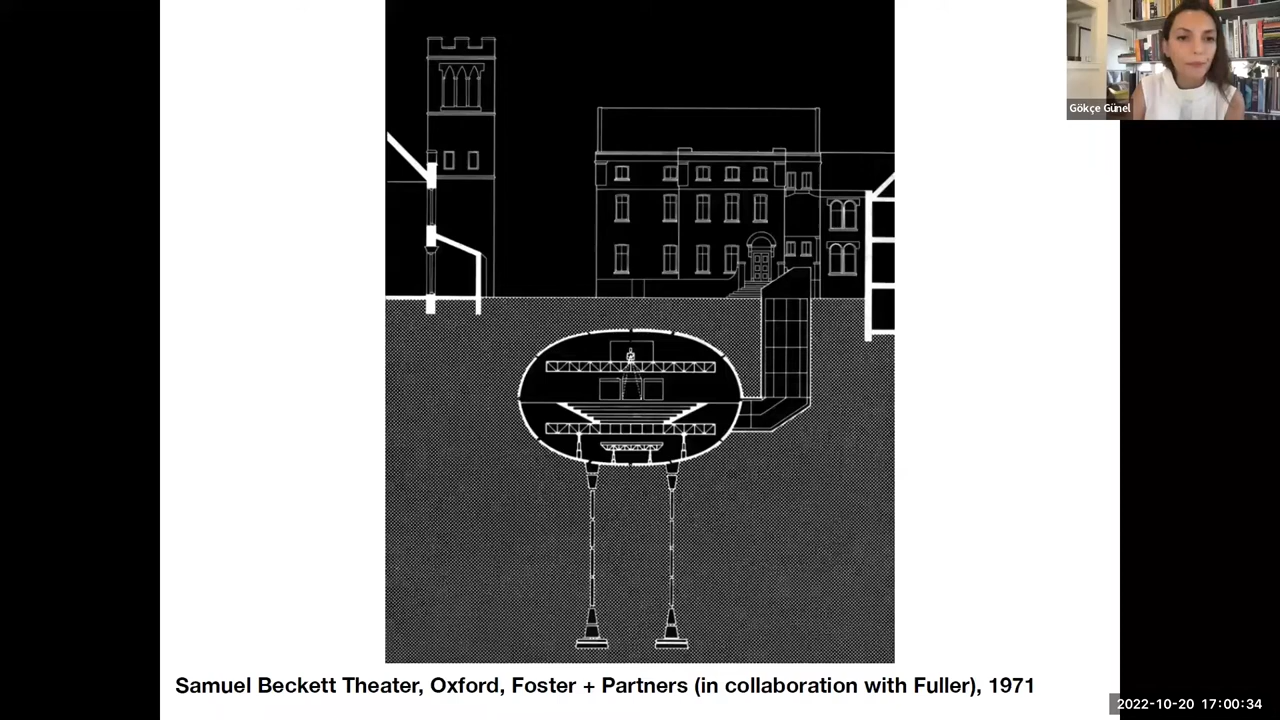 Gökçe Günel
Samuel Beckett Theater, Oxford, Foster + Partners (in collaboration with Fuller), 1971
2022-10-20 17:00:34